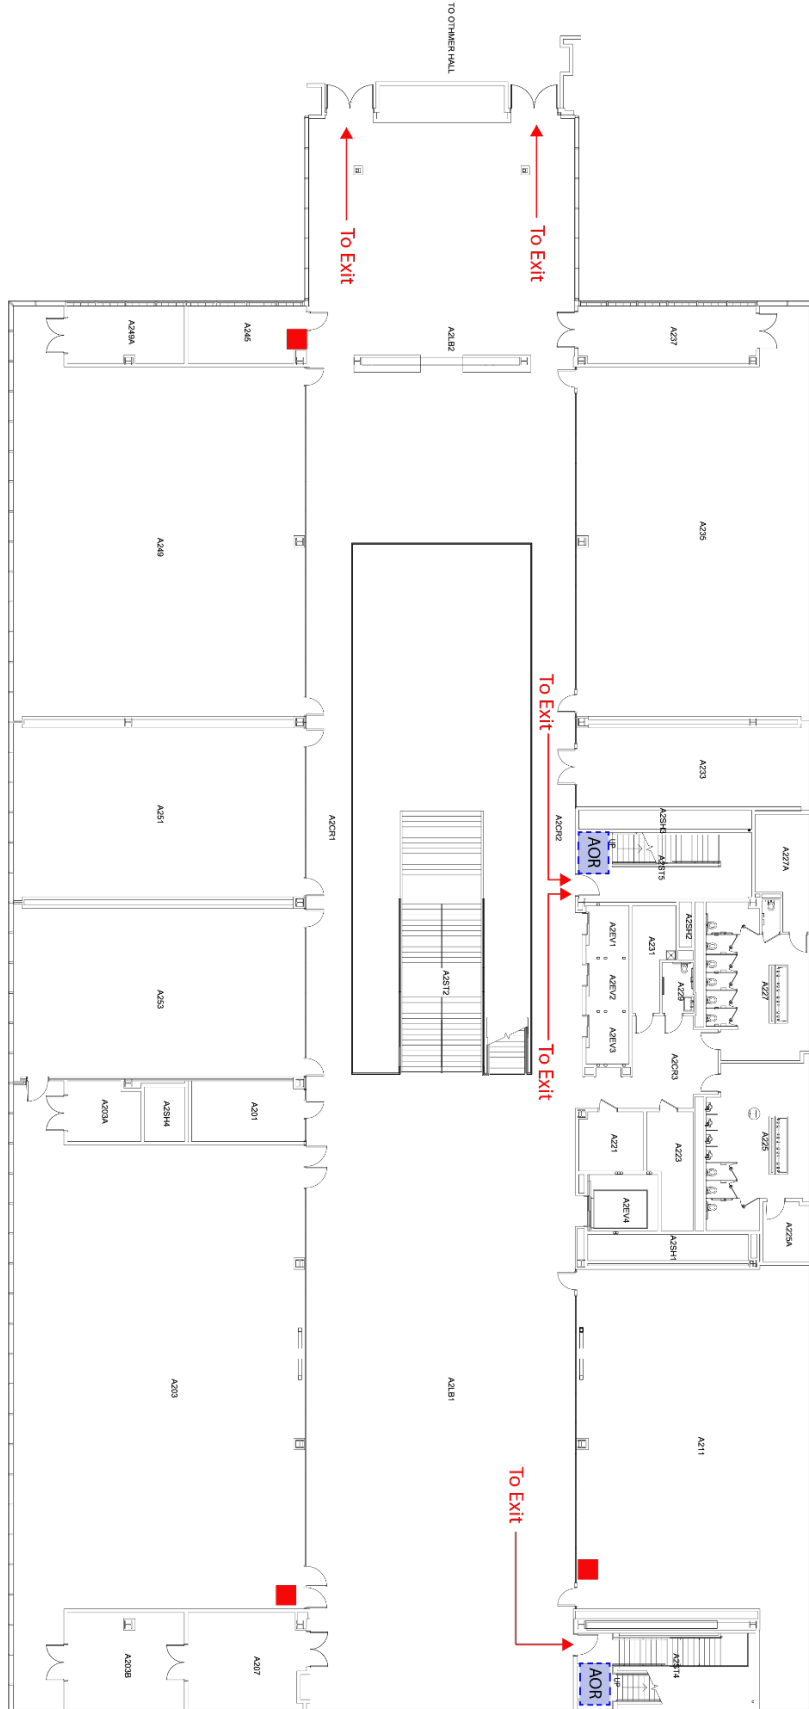 TO OTHMER HALL
To Exit
To Exit
A249A
A245
A2LB2
A237
A249
A235
To Exit
A251
A2CR1
A2CR2
A233
A2SH3
UP
A2ST5
AOR
A227A
A253
A2ST2
A2EV1
A2EV2
A2EV3
A231
A2SH2
A229
A227
To Exit
A2CR3
A203A
A2SH4
A201
A221
A223
A225
A2EV4
A225A
A2SH1
A203
A2LB1
A211
To Exit
A203B
A207
A2ST4
UP
AOR